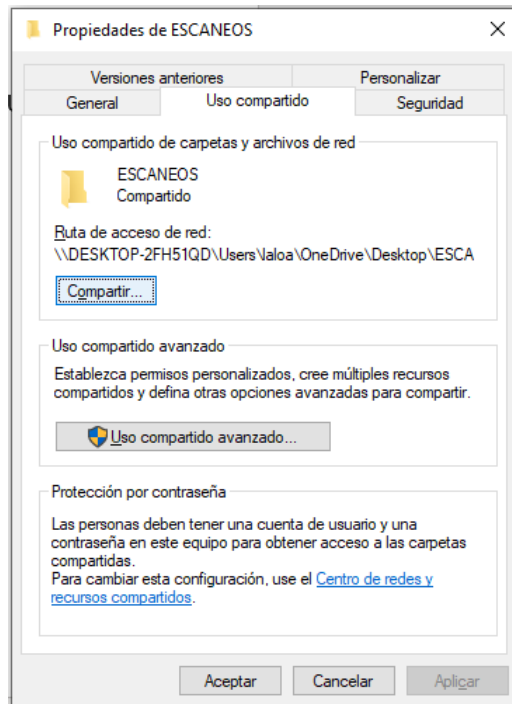 Propiedades de ESCANEOS
Versiones anteriores
Personalizar
General
Uso compartido
Seguridad
Uso compartido de carpetas y archivos de red
ESCANEOS
Compartido
Ruta de acceso de red:
\\DESKTOP-2FH51QD\Users\laloa\OneDrive\Desktop\ESCA
Compartir...
Uso compartido avanzado
Establezca permisos personalizados, cree múltiples recursos
compartidos y defina otras opciones avanzadas para compartir.
Uso compartido avanzado...
Protección por contraseña
Las personas deben tener una cuenta de usuario y una
contraseña en este equipo para obtener acceso a las carpetas
compartidas.
Para cambiar esta configuración, use el Centro de redes y
recursos compartidos.
Aceptar
Cancelar
Aplicar